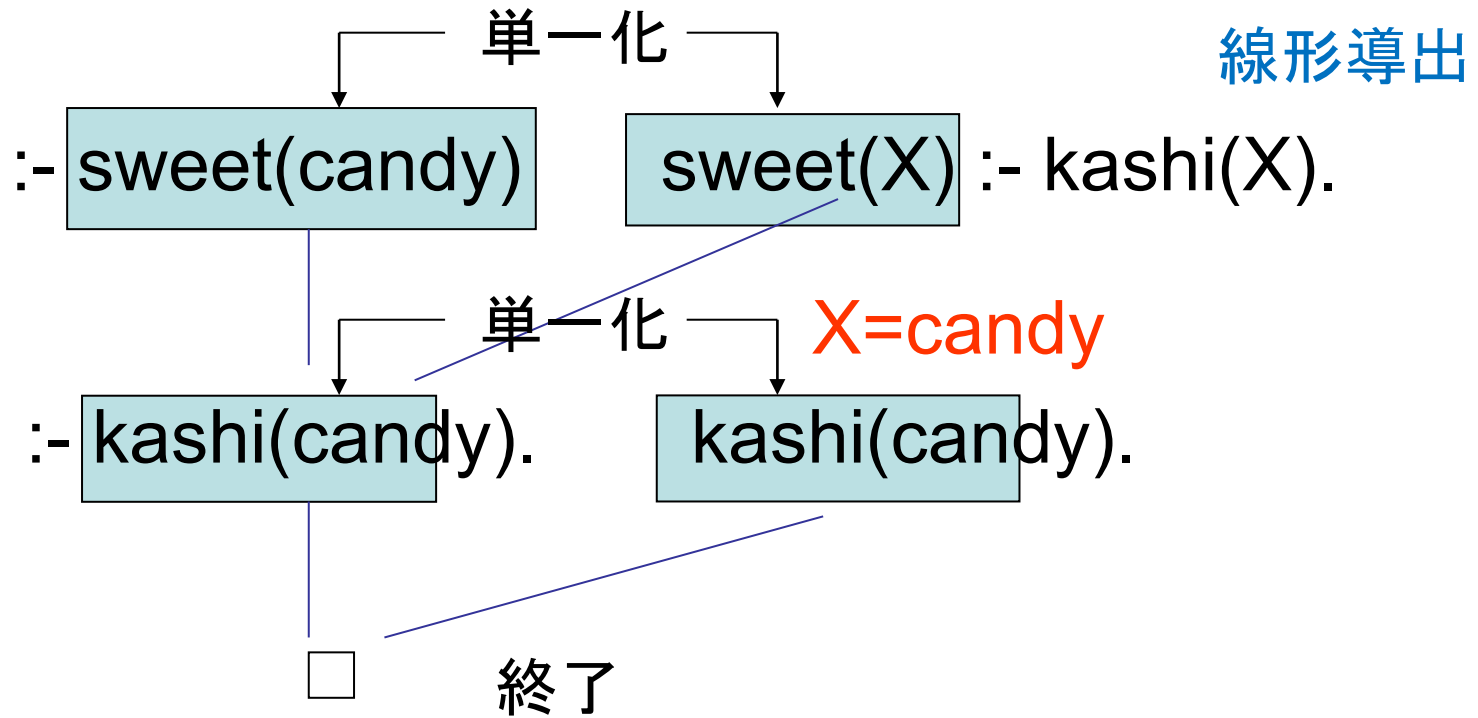 単一化
線形導出
:- sweet(candy) sweet(X) :- kashi(X).
単一化
X=candy
:- kashi(candy). kashi(candy).
□ 終了